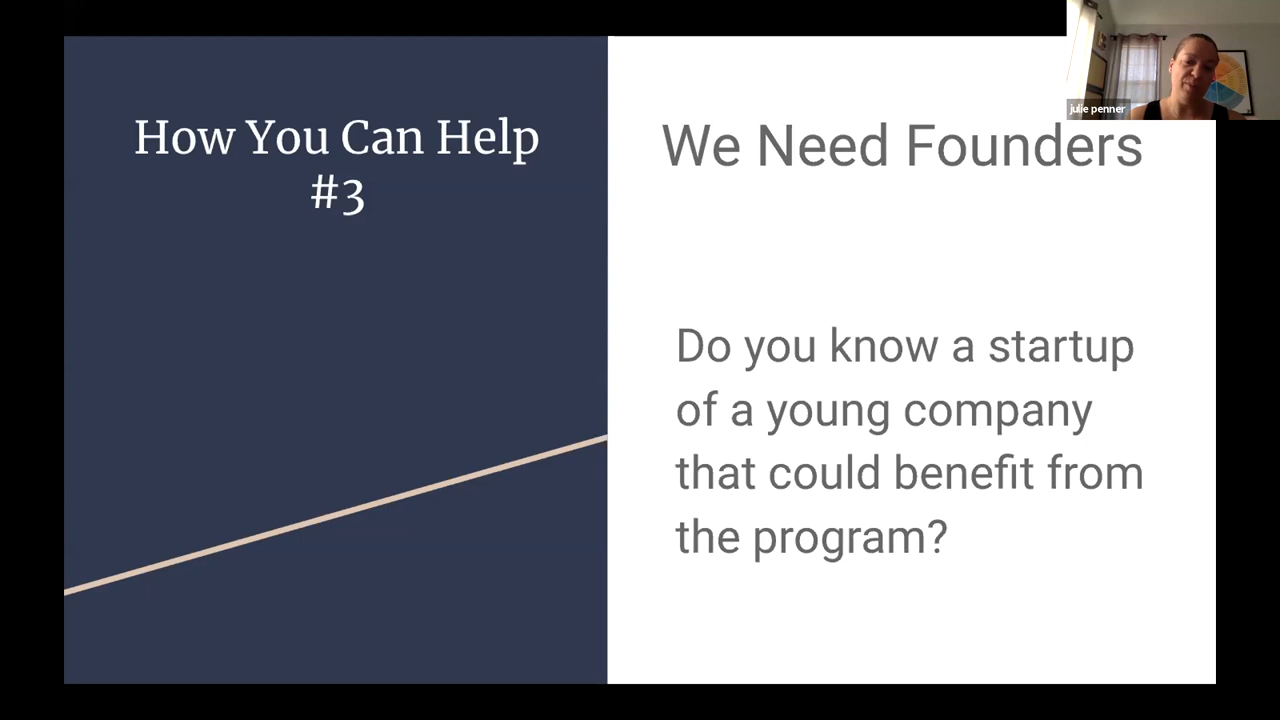 How You Can Help
#3
We Need Founders
Do you know a startup
of a young company
that could benefit from
the program?
julie penner